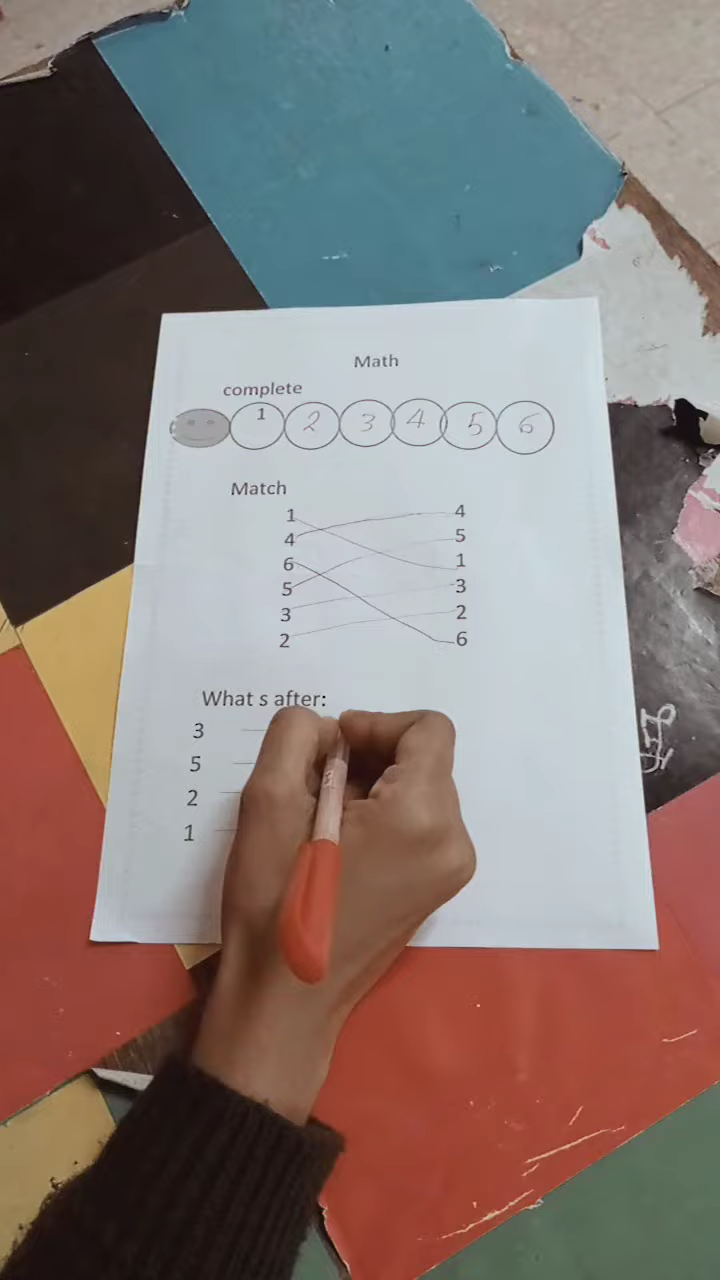 Math
complete
1 2 3 4 5 6
Match
1 4
4 5
6 1
5 3
3 2
2 6
What s after:
3
5
2
1